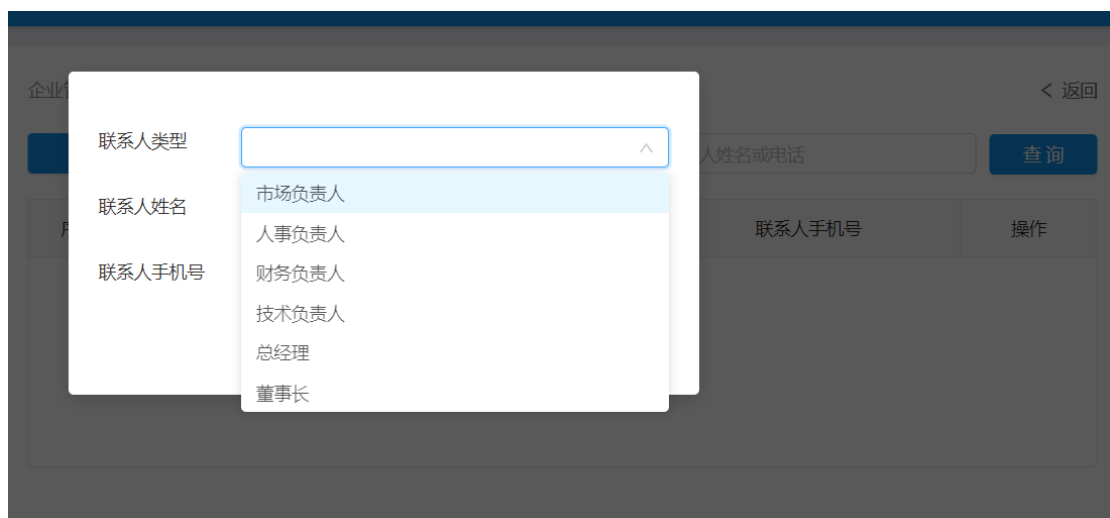 企业
< 返回
联系人类型
人姓名或电话
查 询
市场负责人
联系人姓名
人事负责人
联系人手机号
操作
联系人手机号
财务负责人
技术负责人
总经理
董事长